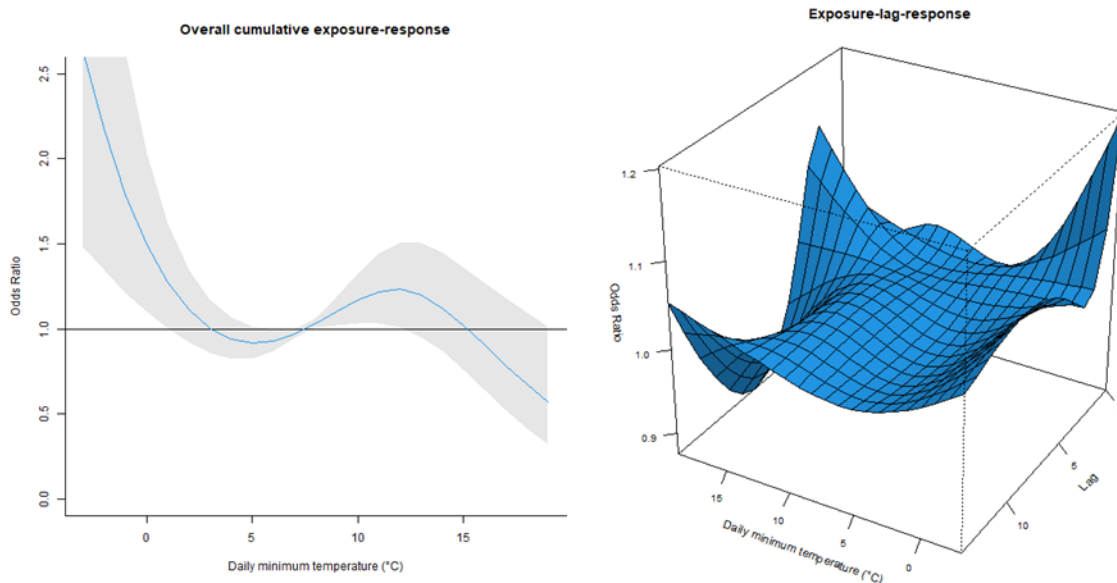 Overall cumulative exposure-response
Odds Ratio
2.5
2.0
1.5
1.0
0.5
0.0
0
5
10
15
Daily minimum temperature (°C)
Exposure-lag-response
Odds Ratio
1.2
1.1
1.0
0.9
15
10
5
0
Daily minimum temperature (°C)
5
10
Lag